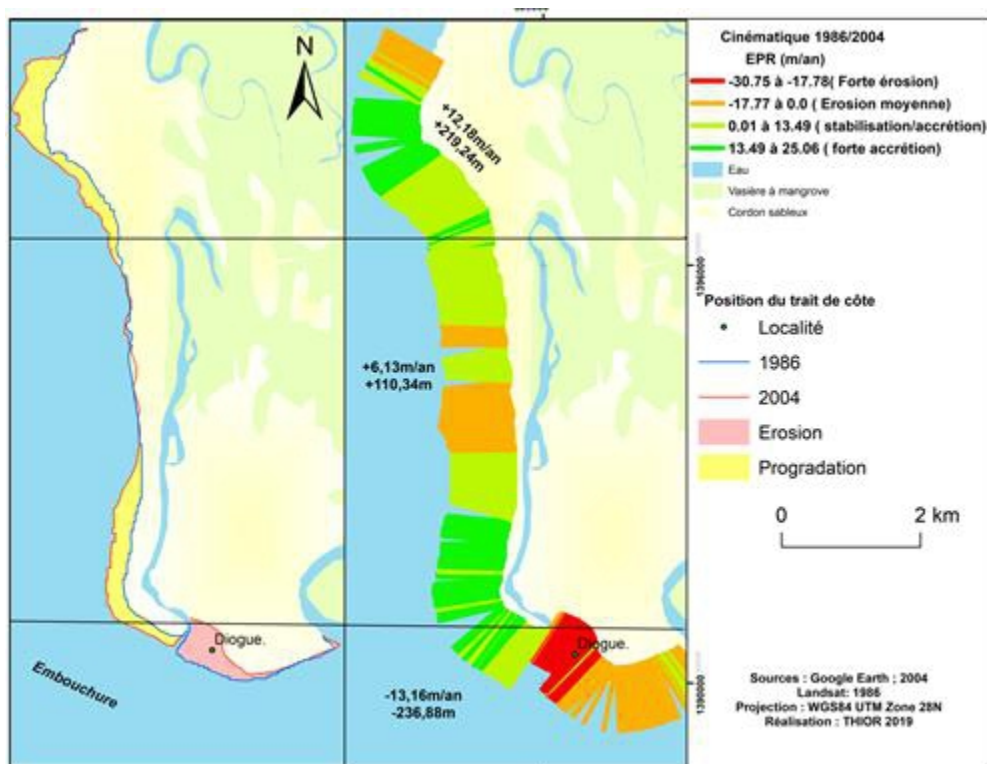 N
Diogue.
Embouchure
+12,18m/an
+219,24m
+6,13m/an
+110,34m
Diogue.
-13,16m/an
-236,88m
1396000
1390000
Cinématique 1986/2004
EPR (m/an)
-30.75 à -17.78( Forte érosion)
-17.77 à 0.0 ( Erosion moyenne)
0.01 à 13.49 ( stabilisation/accrétion)
13.49 à 25.06 ( forte accrétion)
Eau
Vasière à mangrove
Cordon sableux
Position du trait de côte
Localité
1986
2004
Erosion
Progradation
0 2 km
Sources : Google Earth ; 2004
Landsat: 1986
Projection : WGS84 UTM Zone 28N
Réalisation : THIOR 2019